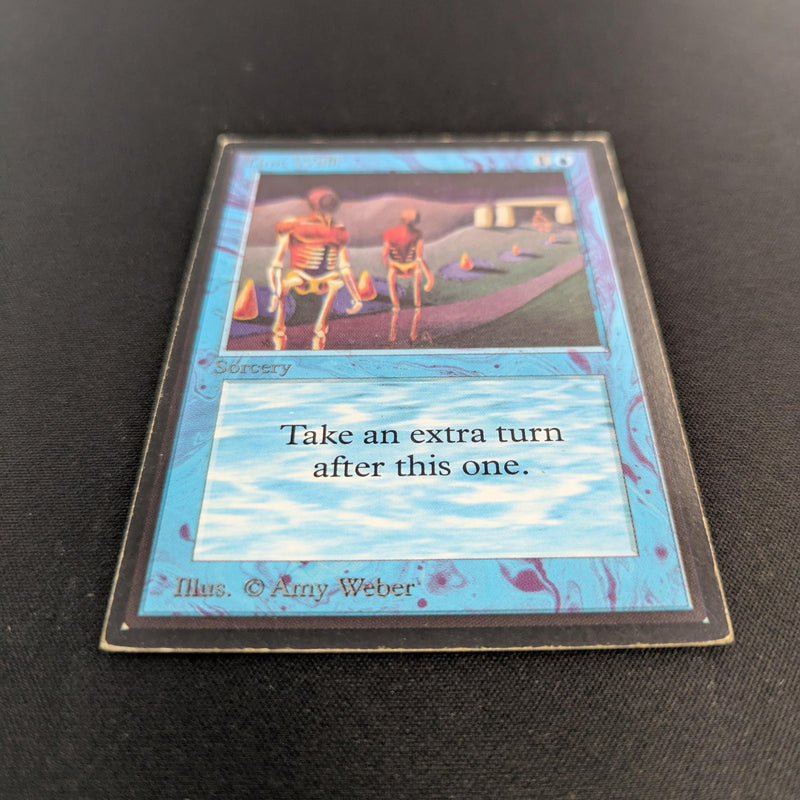 Sorcery
Take an extra turn
after this one.
Illus. © Amy Weber